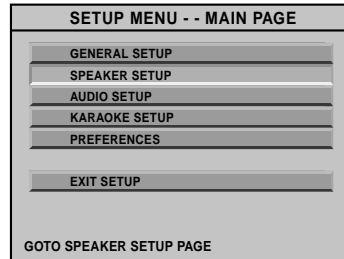 SETUP MENU - - MAIN PAGE
GENERAL SETUP
SPEAKER SETUP
AUDIO SETUP
KARAOKE SETUP
PREFERENCES
EXIT SETUP
GOTO SPEAKER SETUP PAGE